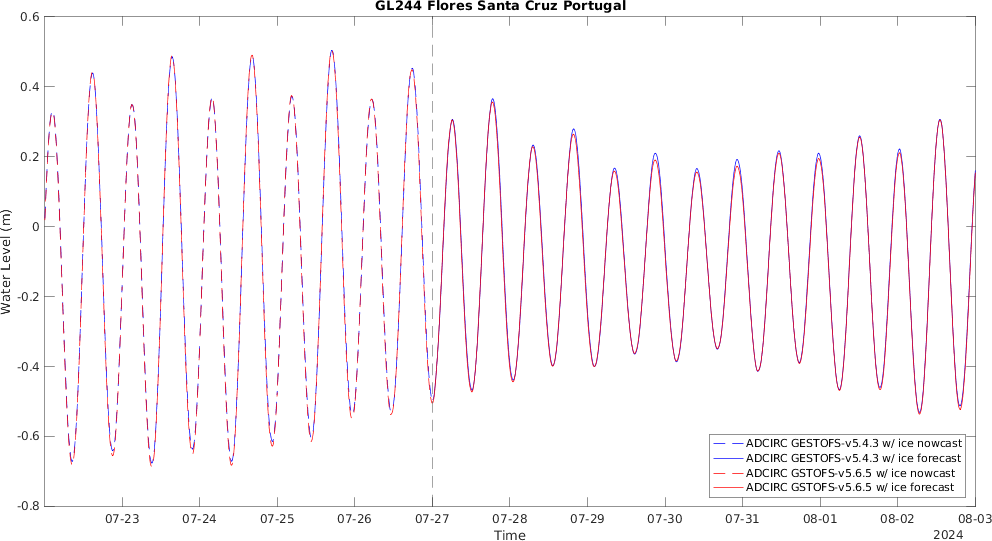 GL244 Flores Santa Cruz Portugal
0.6
0.4
0.2
0
-0.2
-0.4
-0.6
-0.8
Water Level (m)
ADCIRC GESTOFS-v5.4.3 w/ ice nowcast
ADCIRC GESTOFS-v5.4.3 w/ ice forecast
ADCIRC GSTOFS-v5.6.5 w/ ice nowcast
ADCIRC GSTOFS-v5.6.5 w/ ice forecast
07-23 07-24 07-25 07-26 07-27 07-28 07-29 07-30 07-31 08-01 08-02 08-03
Time
2024